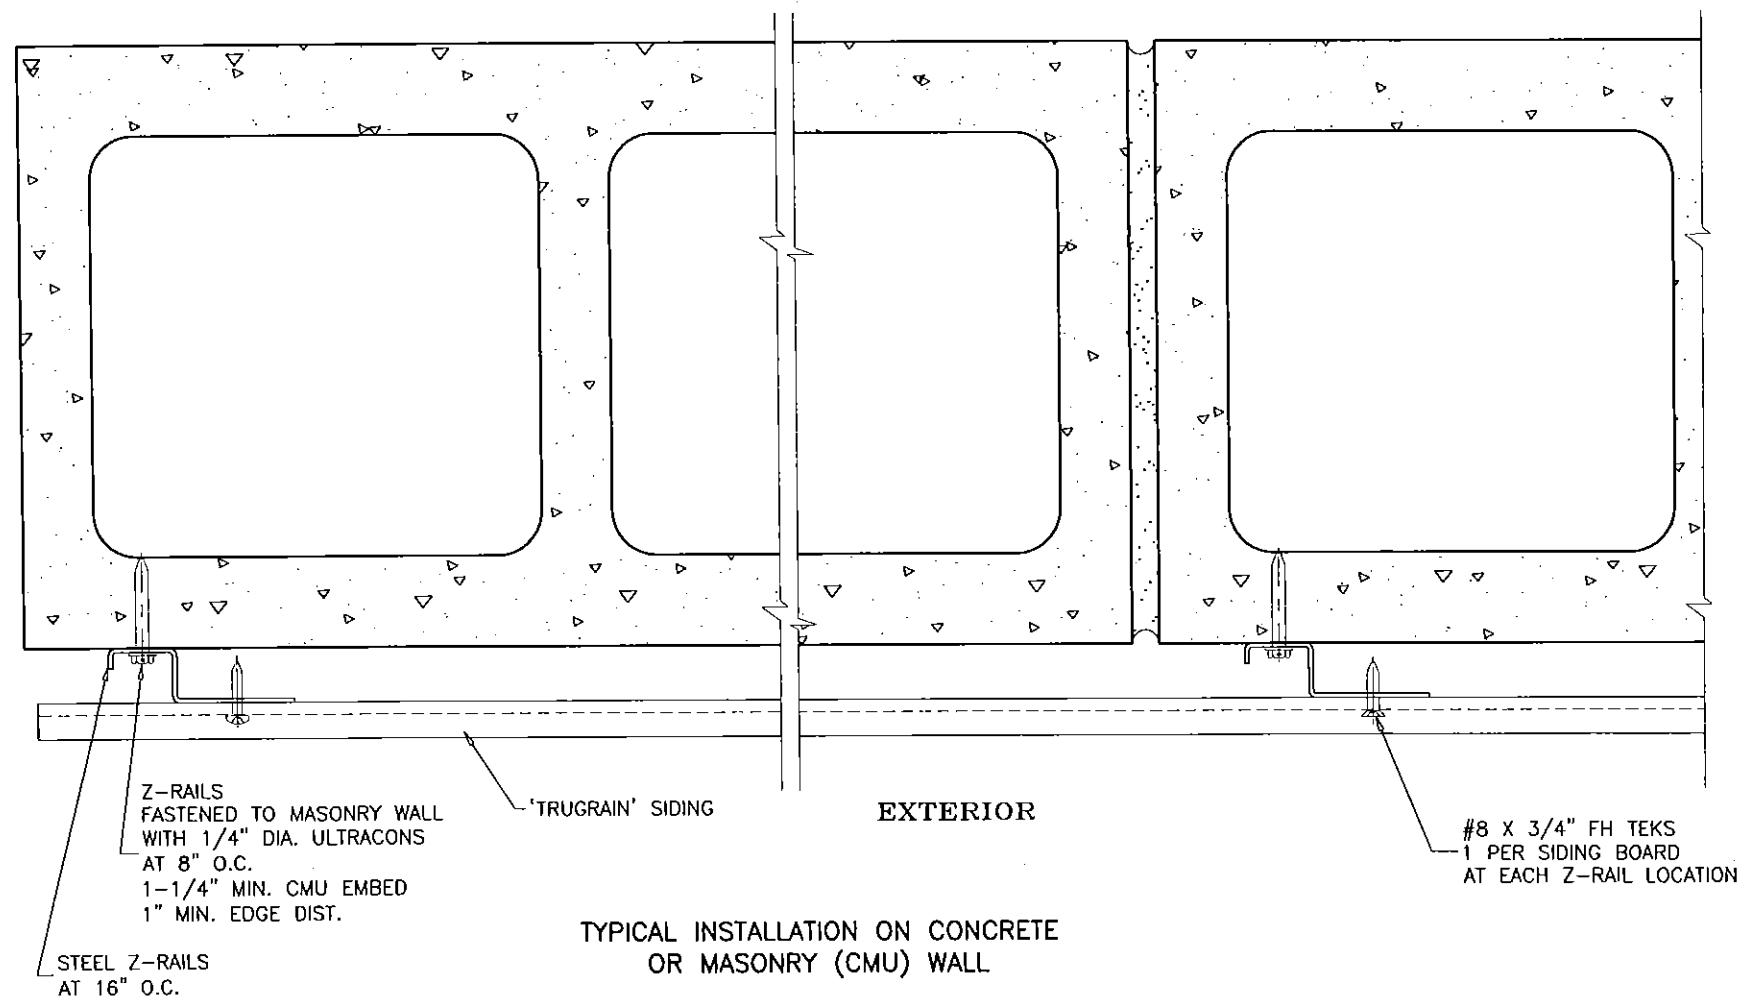 Z-RAILS
FASTENED TO MASONRY WALL
WITH 1/4" DIA. ULTRACONS
AT 8" O.C.
1-1/4" MIN. CMU EMBED
1" MIN. EDGE DIST.
STEEL Z-RAILS
AT 16" O.C.
'TRUGRAIN' SIDING
EXTERIOR
#8 X 3/4" FH TEKS
1 PER SIDING BOARD
AT EACH Z-RAIL LOCATION
TYPICAL INSTALLATION ON CONCRETE
OR MASONRY (CMU) WALL